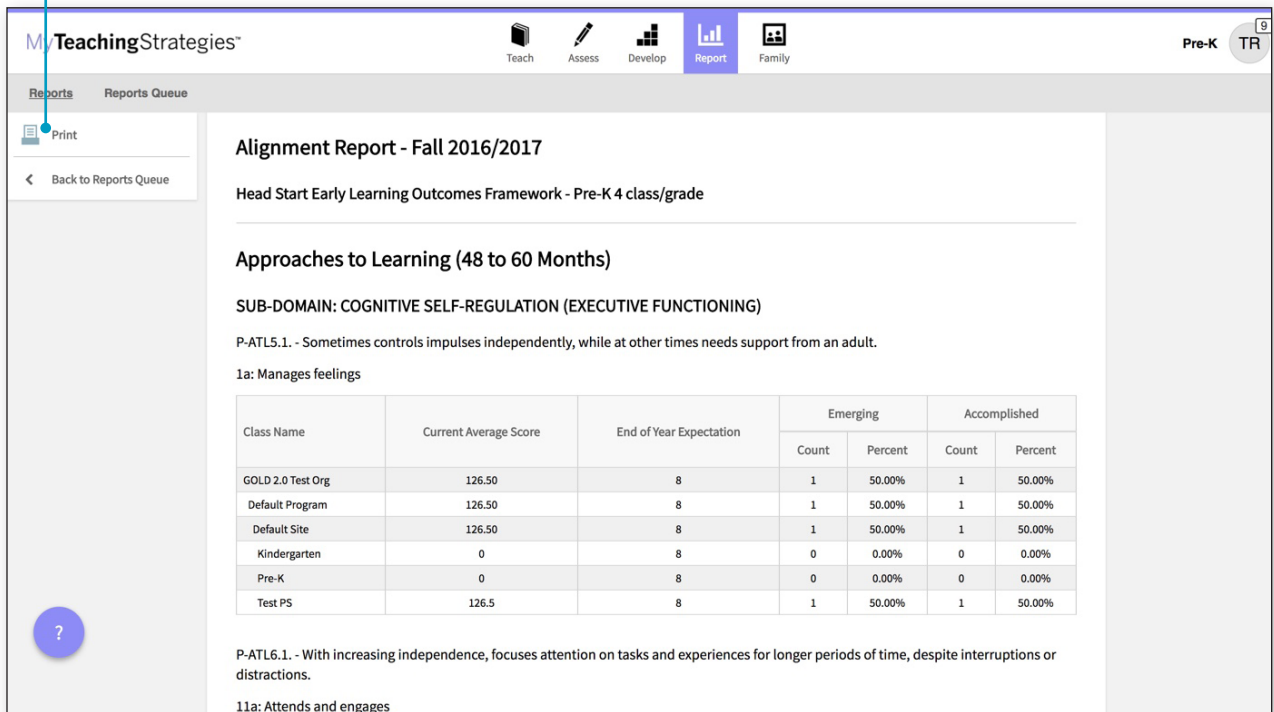 MyTeachingStrategies™
Teach
Assess
Develop
Report
Family
Pre-K
TR
9
Reports Reports Queue
Print
Back to Reports Queue
Alignment Report - Fall 2016/2017
Head Start Early Learning Outcomes Framework - Pre-K 4 class/grade
Approaches to Learning (48 to 60 Months)
SUB-DOMAIN: COGNITIVE SELF-REGULATION (EXECUTIVE FUNCTIONING)
P-ATL5.1. - Sometimes controls impulses independently, while at other times needs support from an adult.
1a: Manages feelings
Class Name Current Average Score End of Year Expectation Emerging Accomplished
Count Percent Count Percent
GOLD 2.0 Test Org 126.50 8 1 50.00% 1 50.00%
Default Program 126.50 8 1 50.00% 1 50.00%
Default Site 126.50 8 1 50.00% 1 50.00%
Kindergarten 0 8 0 0.00% 0 0.00%
Pre-K 0 8 0 0.00% 0 0.00%
Test PS 126.5 8 1 50.00% 1 50.00%
?
P-ATL6.1. - With increasing independence, focuses attention on tasks and experiences for longer periods of time, despite interruptions or
distractions.
11a: Attends and engages